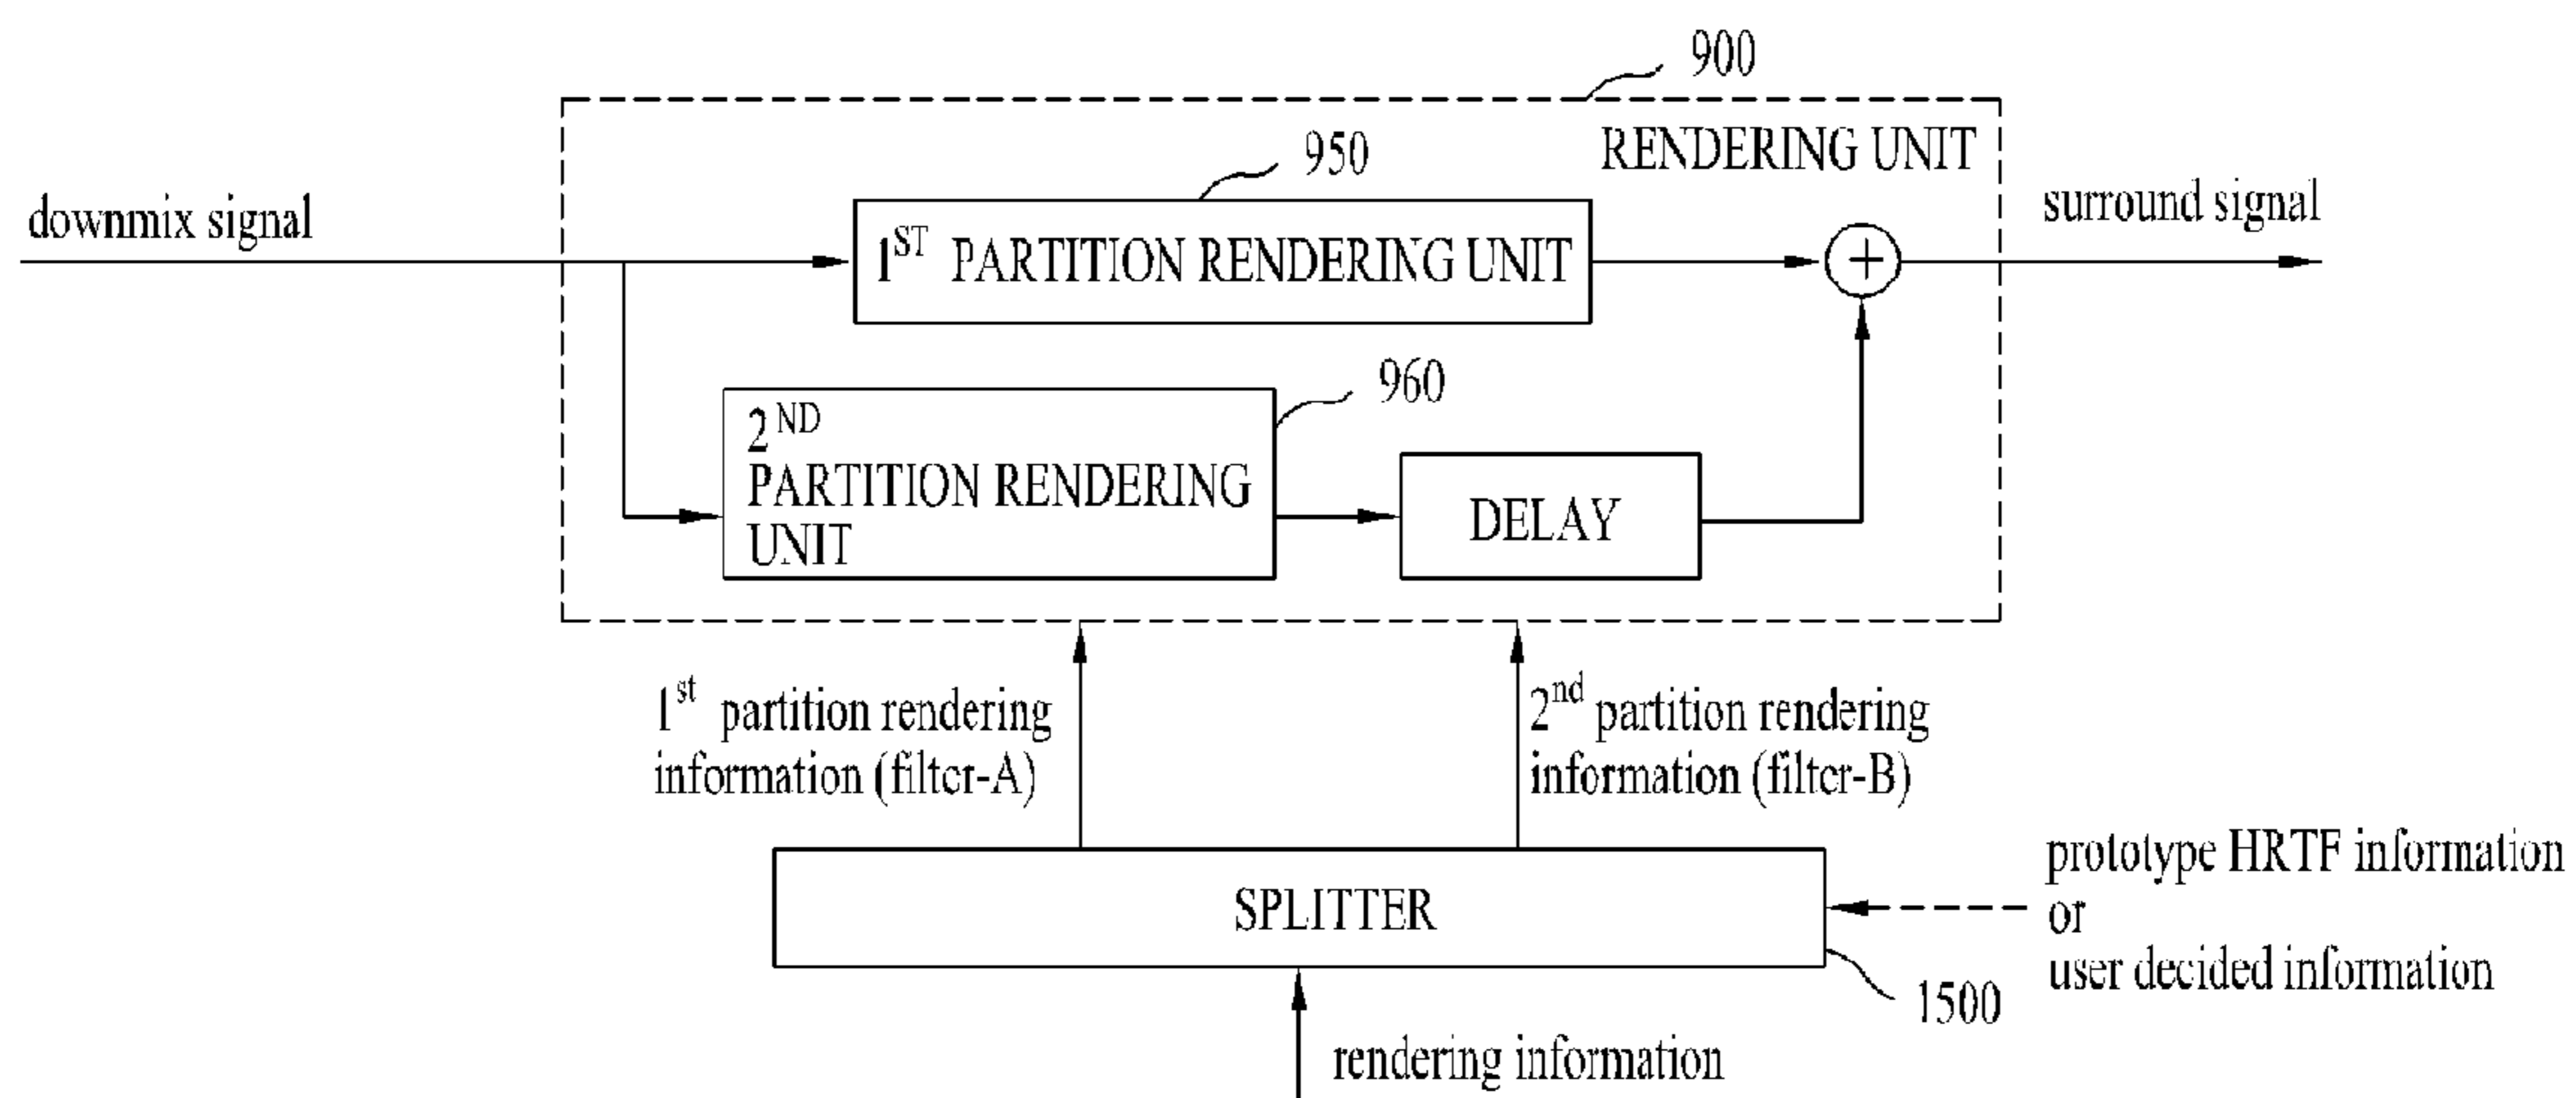 900
RENDERING UNIT
950
downmix signal
surround signal
1ST PARTITION RENDERING UNIT
+
960
2ND
PARTITION RENDERING
UNIT
DELAY
1st partition rendering
information (filter-A)
2nd partition rendering
information (filter-B)
SPLITTER
prototype HRTF information
or
user decided information
1500
rendering information